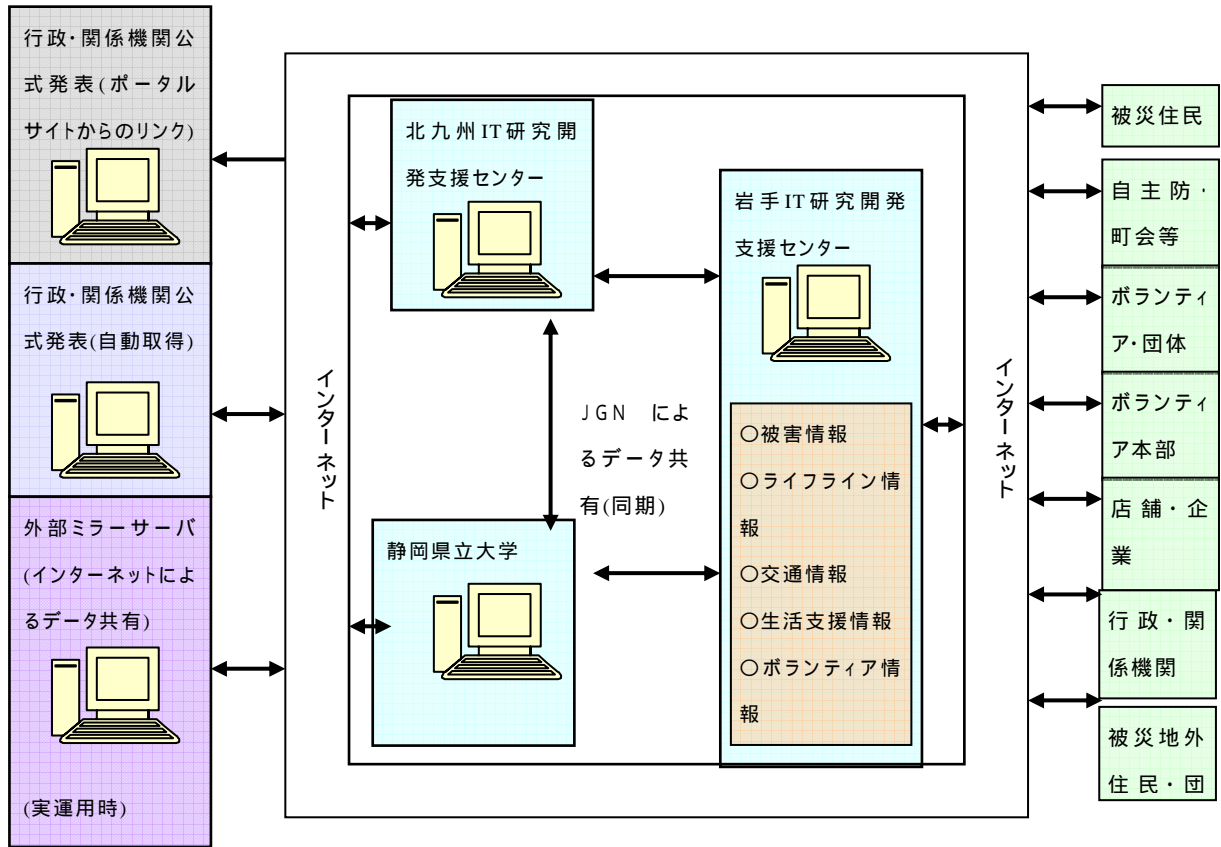 行政・関係機関公
式発表(ポータル
サイトからのリンク)
行政・関係機関公
式発表(自動取得)
外部ミラーサーバ
(インターネットによ
るデータ共有)
(実運用時)
インターネット
北九州IT研究開
発支援センター
静岡県立大学
JGN による
データ共
有(同期)
岩手IT研究開発
支援センター
○被害情報
○ライフライン情
報
○交通情報
○生活支援情報
○ボランティア情
報
インターネット
被災住民
自主防・
町会等
ボランティ
ア・団体
ボランティ
ア本部
店舗・企
業
行政・関
係機関
被災地外
住民・団